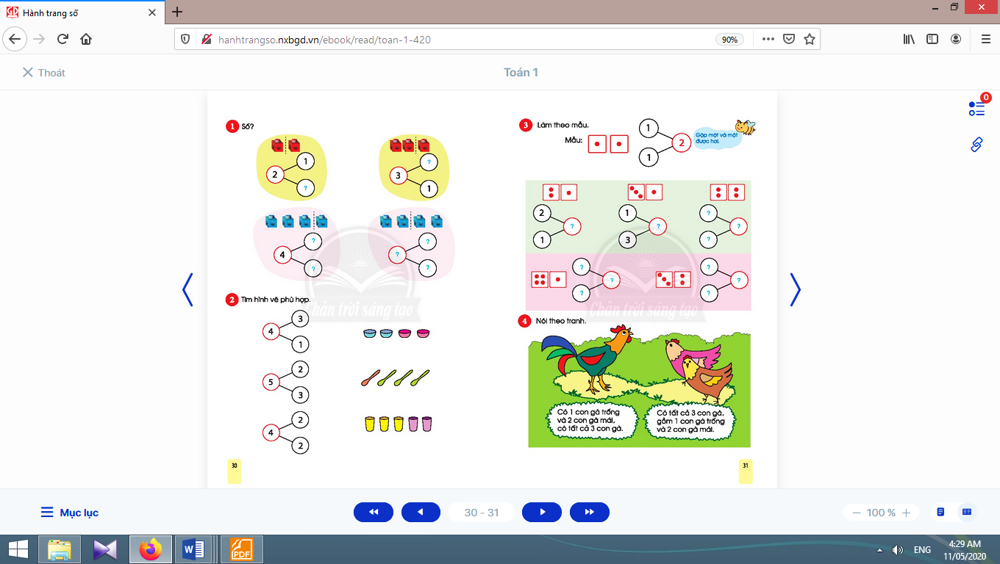 Hành trang số
hanhtrangso.nxbgd.vn/ebook/read/toan-1-420
90%
Thoát
Toán 1
0
1 Số?
2
1
?
3
?
1
4
?
?
?
?
?
2 Tìm hình vẽ phù hợp.
4
3
1
5
2
3
4
2
2
30
Chân trời sáng tạo
3 Làm theo mẫu.
Mẫu:
1
1
2
Gộp một và một
được hai.
2
1
?
1
3
?
?
?
?
?
?
?
?
?
?
Chân trời sáng tạo
4 Nói theo tranh.
Có 1 con gà trống
và 2 con gà mái,
có tất cả 3 con gà.
Có tất cả 3 con gà,
gồm 1 con gà trống
và 2 con gà mái.
31
Mục lục
30 - 31
100 %
PDF
ENG
4:29 AM
11/05/2020